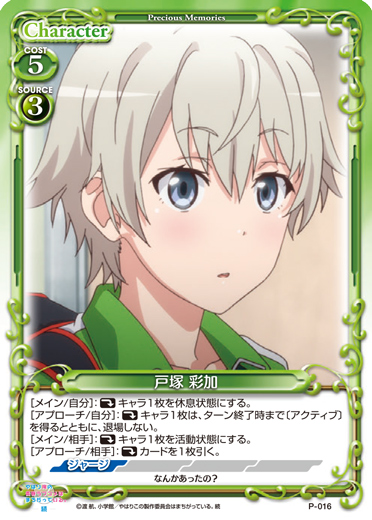 Precious Memories
Character
COST
5
SOURCE
3
戸塚 彩加
[メイン/自分]: キャラ1枚を休息状態にする。
[アプローチ/自分]: キャラ1枚は、ターン終了時まで〔アクティブ〕
を得るとともに、退場しない。
[メイン/相手]: キャラ1枚を活動状態にする。
[アプローチ/相手]: カードを1枚引く。
ジャージ
なんかあったの?
©渡 航、小学館/やはりこの製作委員会はまちがっている。続
P-016